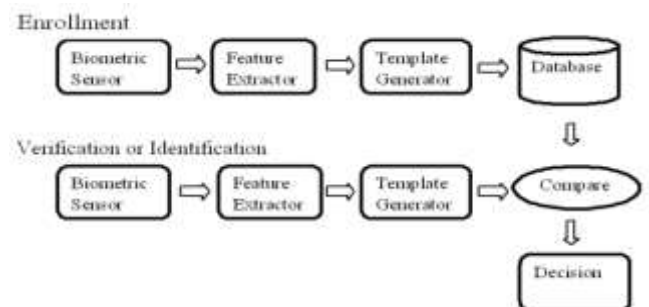 Enrollment
Biometric
Sensor
Feature
Extractor
Template
Generator
Database
Verification or Identification
Biometric
Sensor
Feature
Extractor
Template
Generator
Compare
Decision